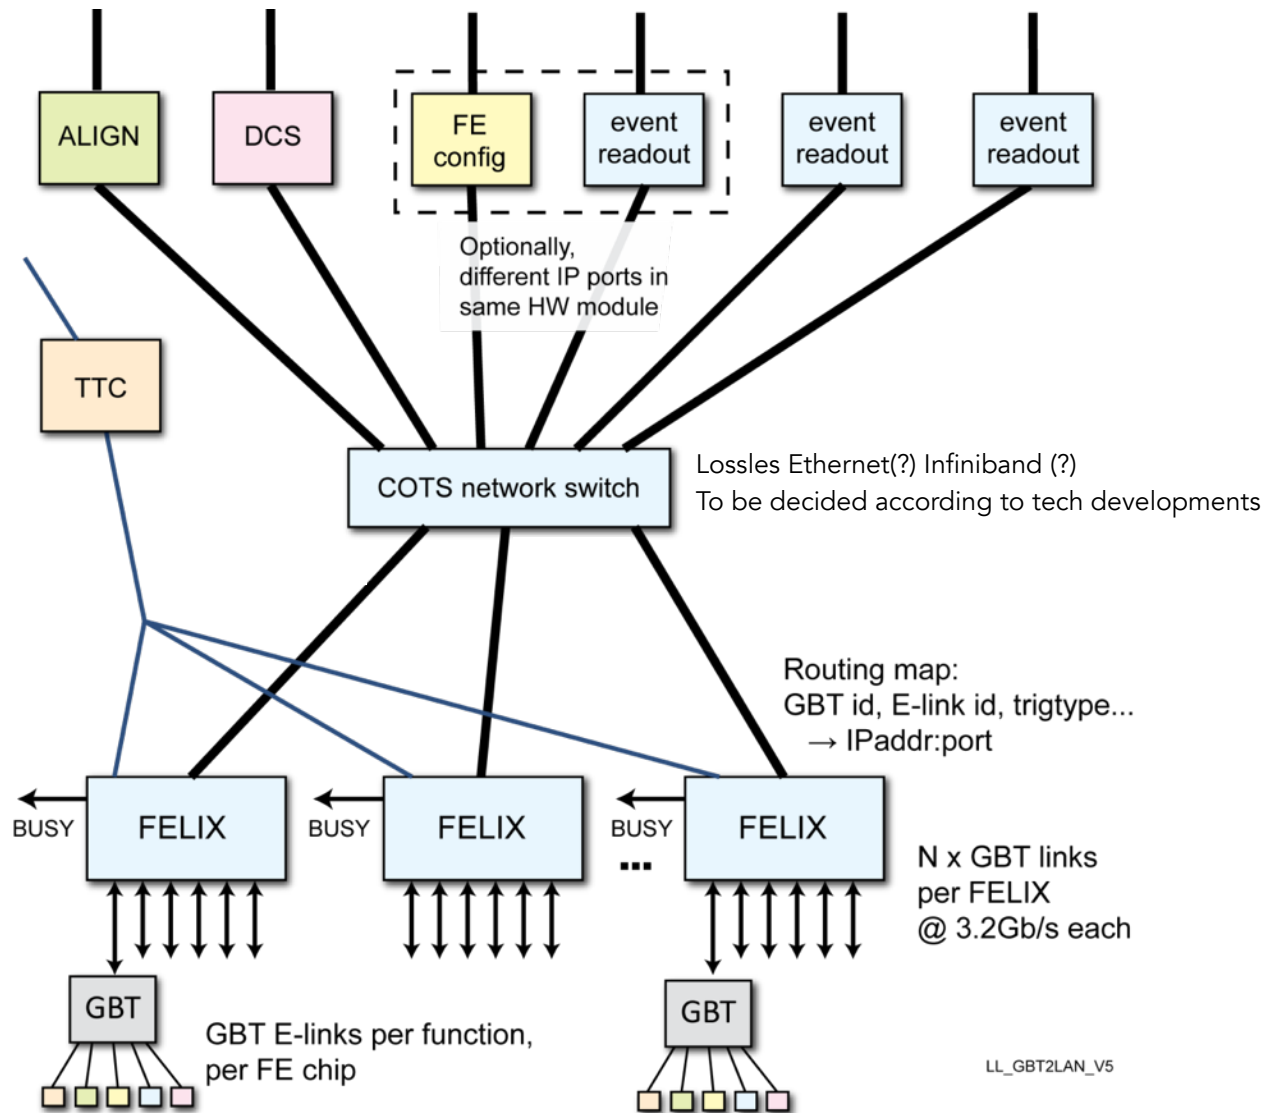 ALIGN
DCS
FE
config
event
readout
event
readout
event
readout
Optionally,
different IP ports in
same HW module
TTC
COTS network switch
Lossles Ethernet(?) Infiniband (?)
To be decided according to tech developments
Routing map:
GBT id, E-link id, trigtype...
→ IPaddr:port
BUSY
FELIX
BUSY
FELIX
BUSY
FELIX
...
N x GBT links
per FELIX
@ 3.2Gb/s each
GBT
GBT E-links per function,
per FE chip
GBT
LL_GBT2LAN_V5